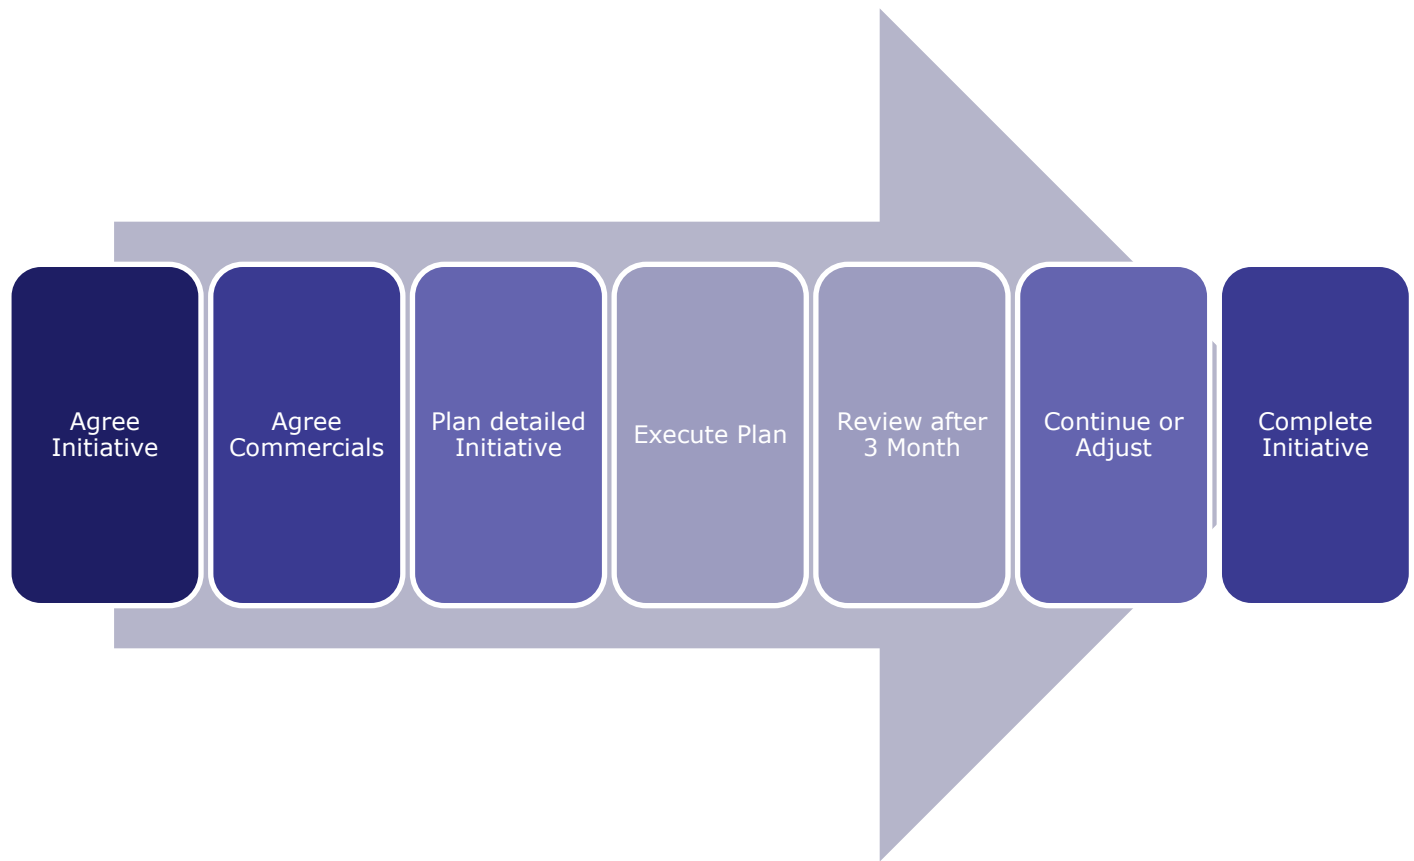 Agree
Initiative
Agree
Commercials
Plan detailed
Initiative
Execute Plan
Review after
3 Month
Continue or
Adjust
Complete
Initiative